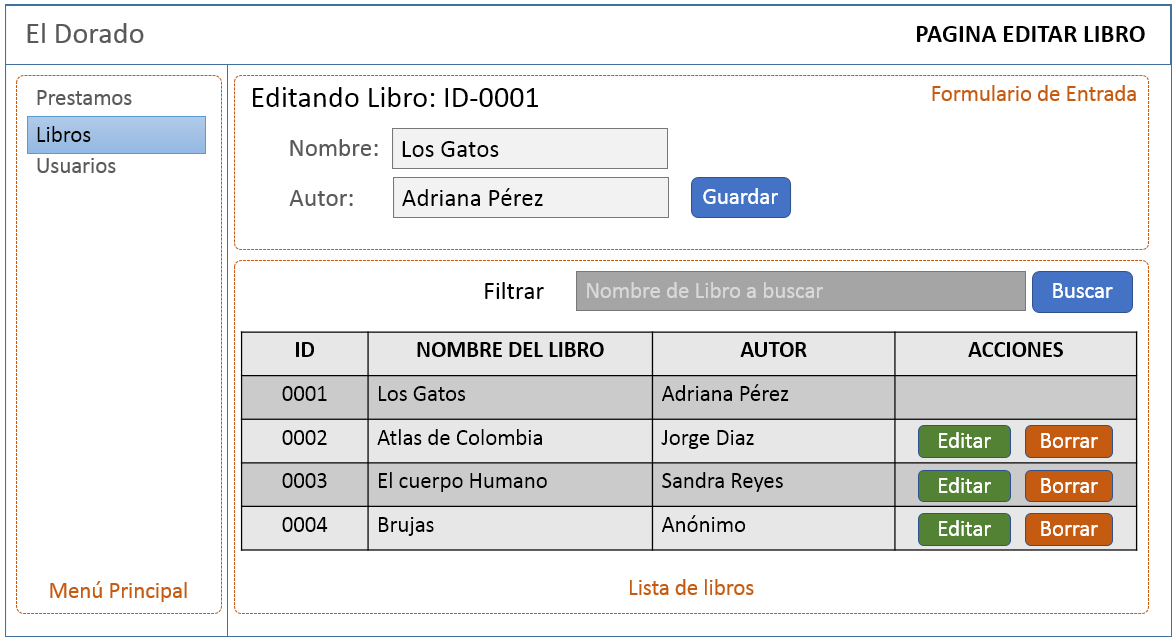 El Dorado
PAGINA EDITAR LIBRO
Prestamos
Libros
Usuarios
Menú Principal
Editando Libro: ID-0001
Formulario de Entrada
Nombre: Los Gatos
Autor: Adriana Pérez Guardar
Filtrar Nombre de Libro a buscar Buscar
ID NOMBRE DEL LIBRO AUTOR ACCIONES
0001 Los Gatos Adriana Pérez
0002 Atlas de Colombia Jorge Diaz Editar Borrar
0003 El cuerpo Humano Sandra Reyes Editar Borrar
0004 Brujas Anónimo Editar Borrar
Lista de libros